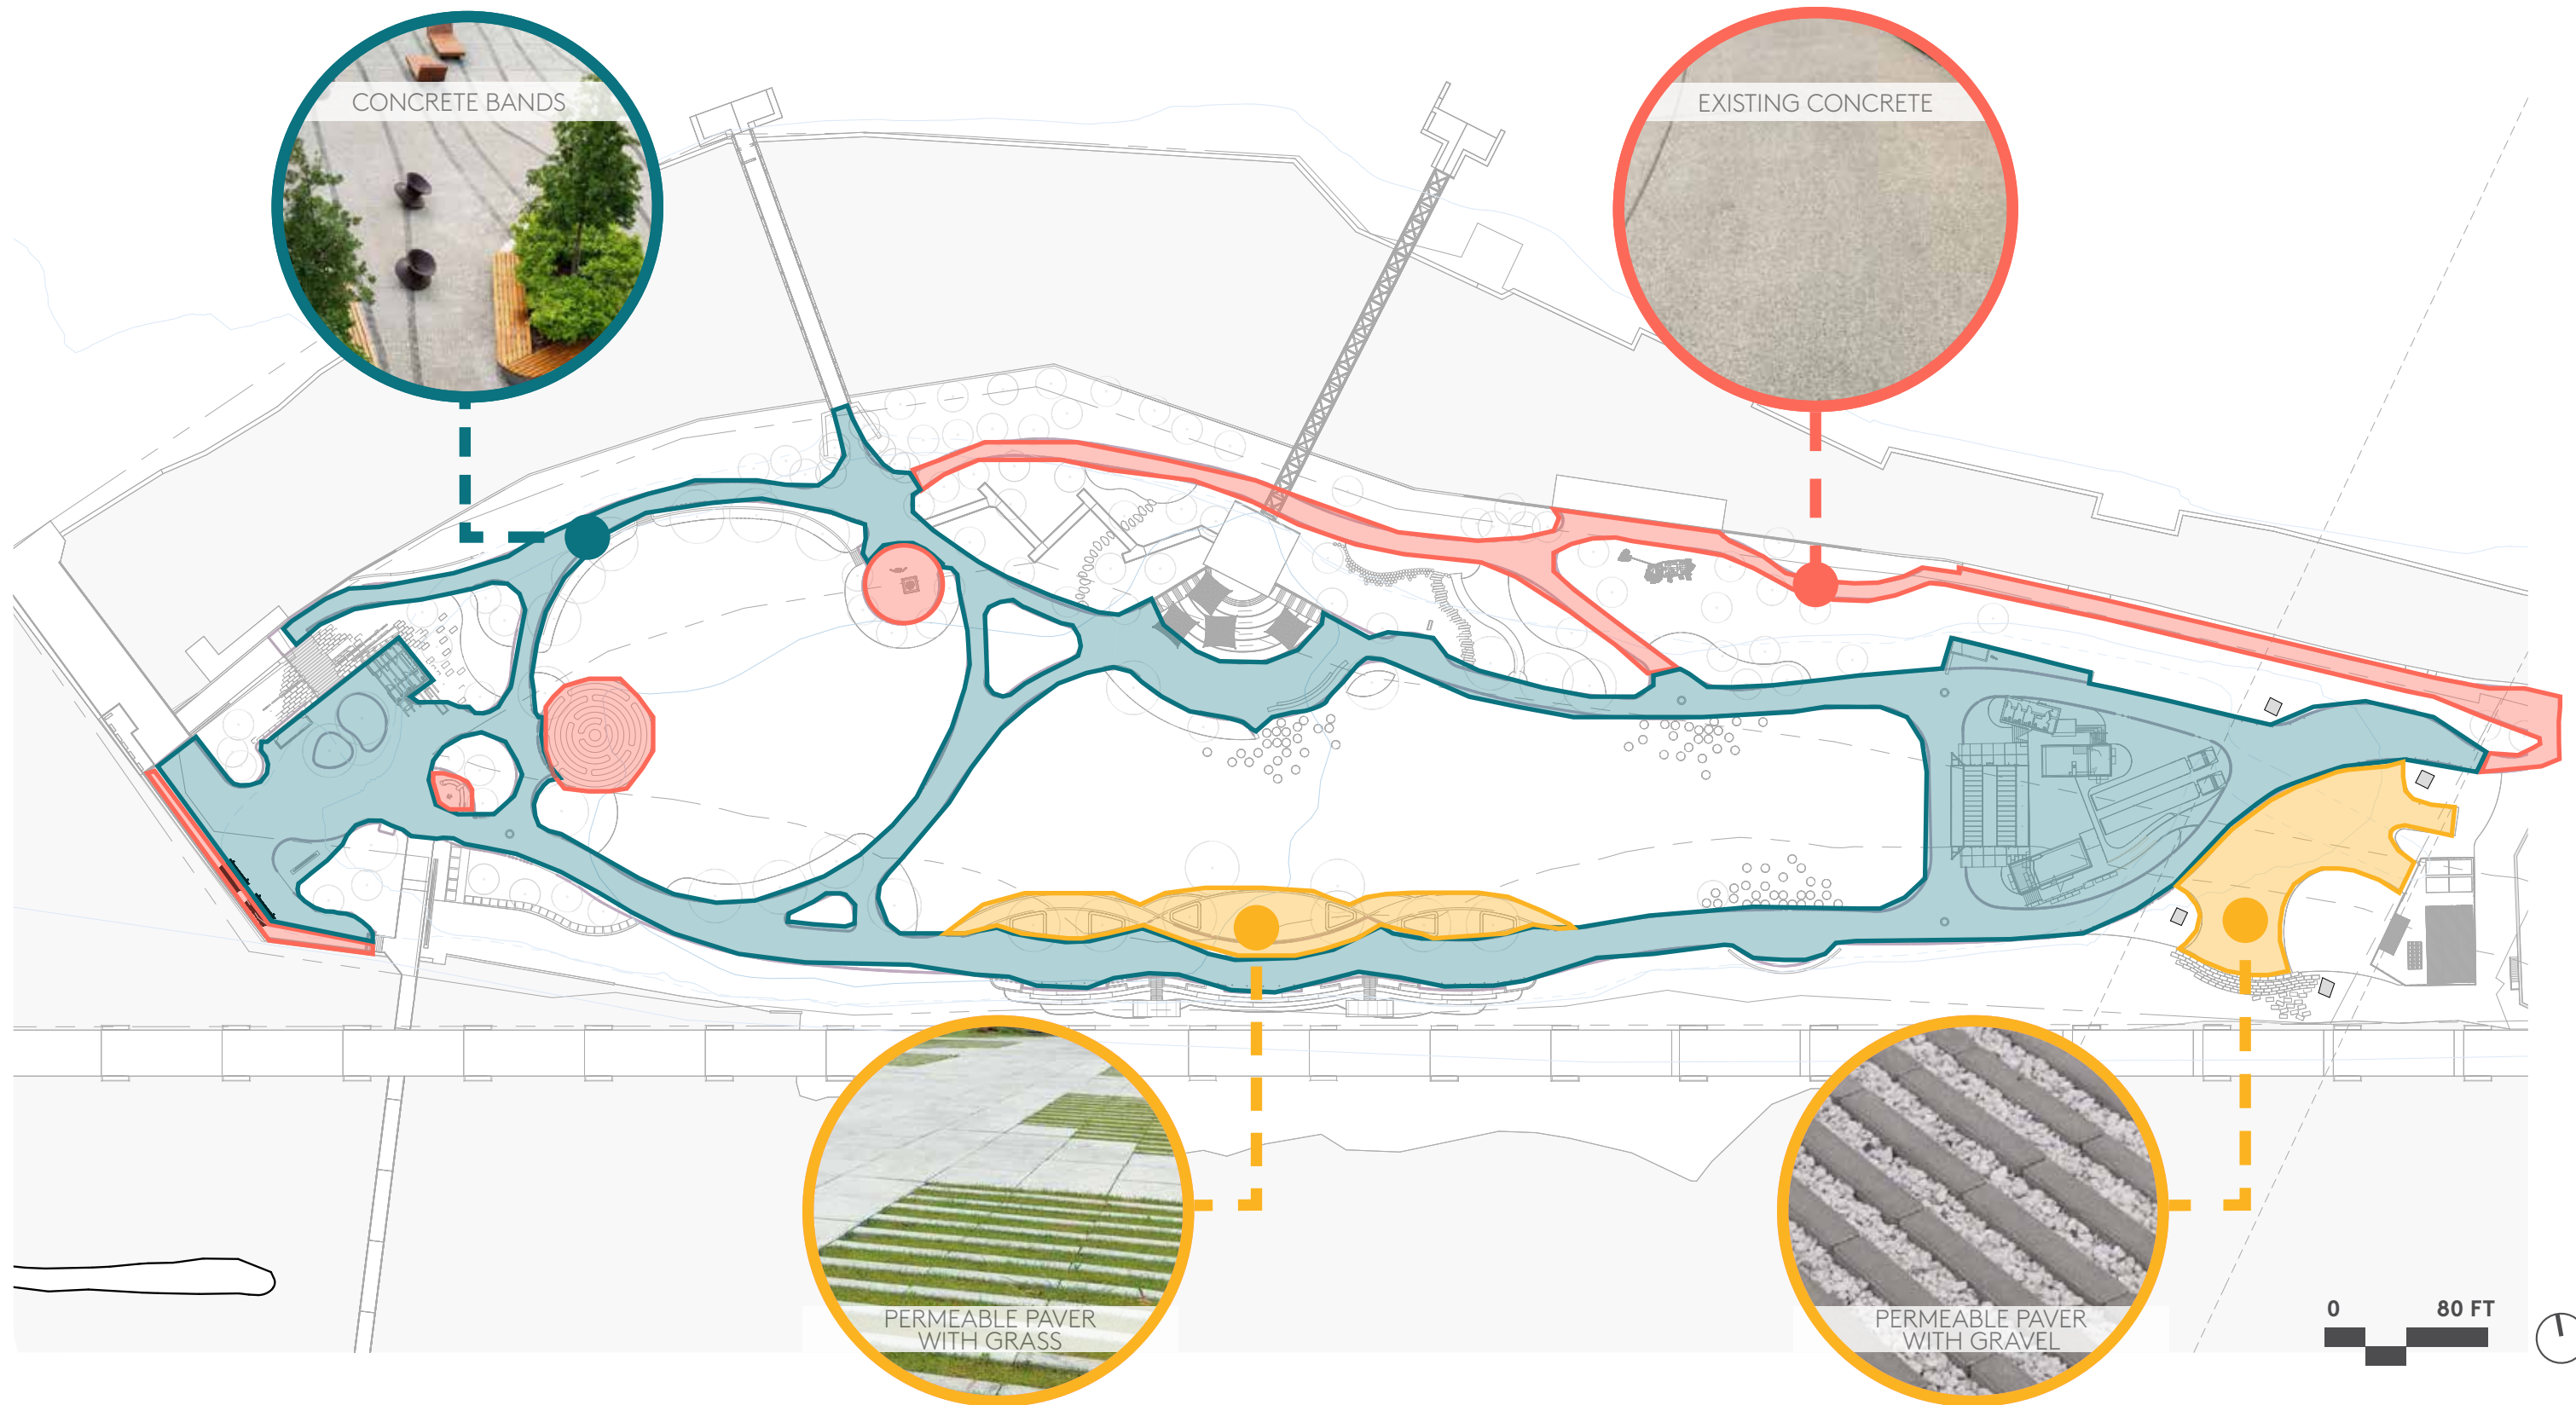 CONCRETE BANDS
EXISTING CONCRETE
PERMEABLE PAVER
WITH GRASS
PERMEABLE PAVER
WITH GRAVEL
0 80 FT